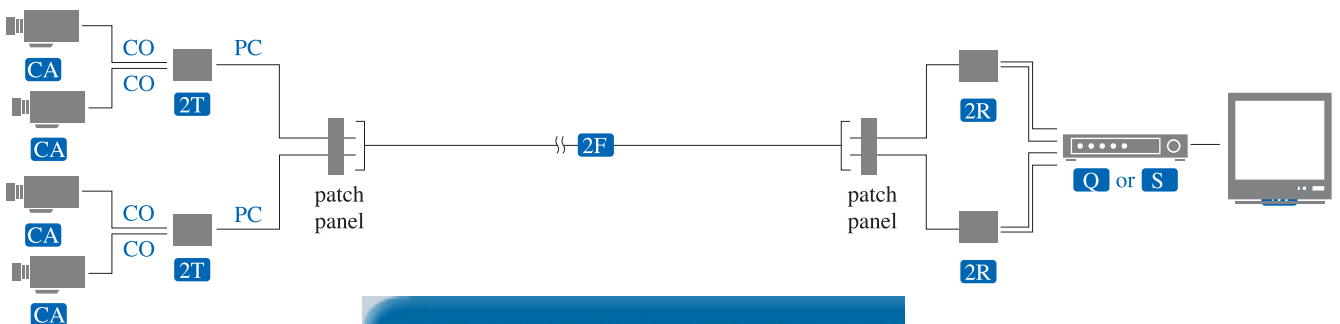 CO
PC
CA
CO
2T
CA
CO
PC
CA
CO
2T
CA
patch
panel
2F
patch
panel
2R
2R
Q or S